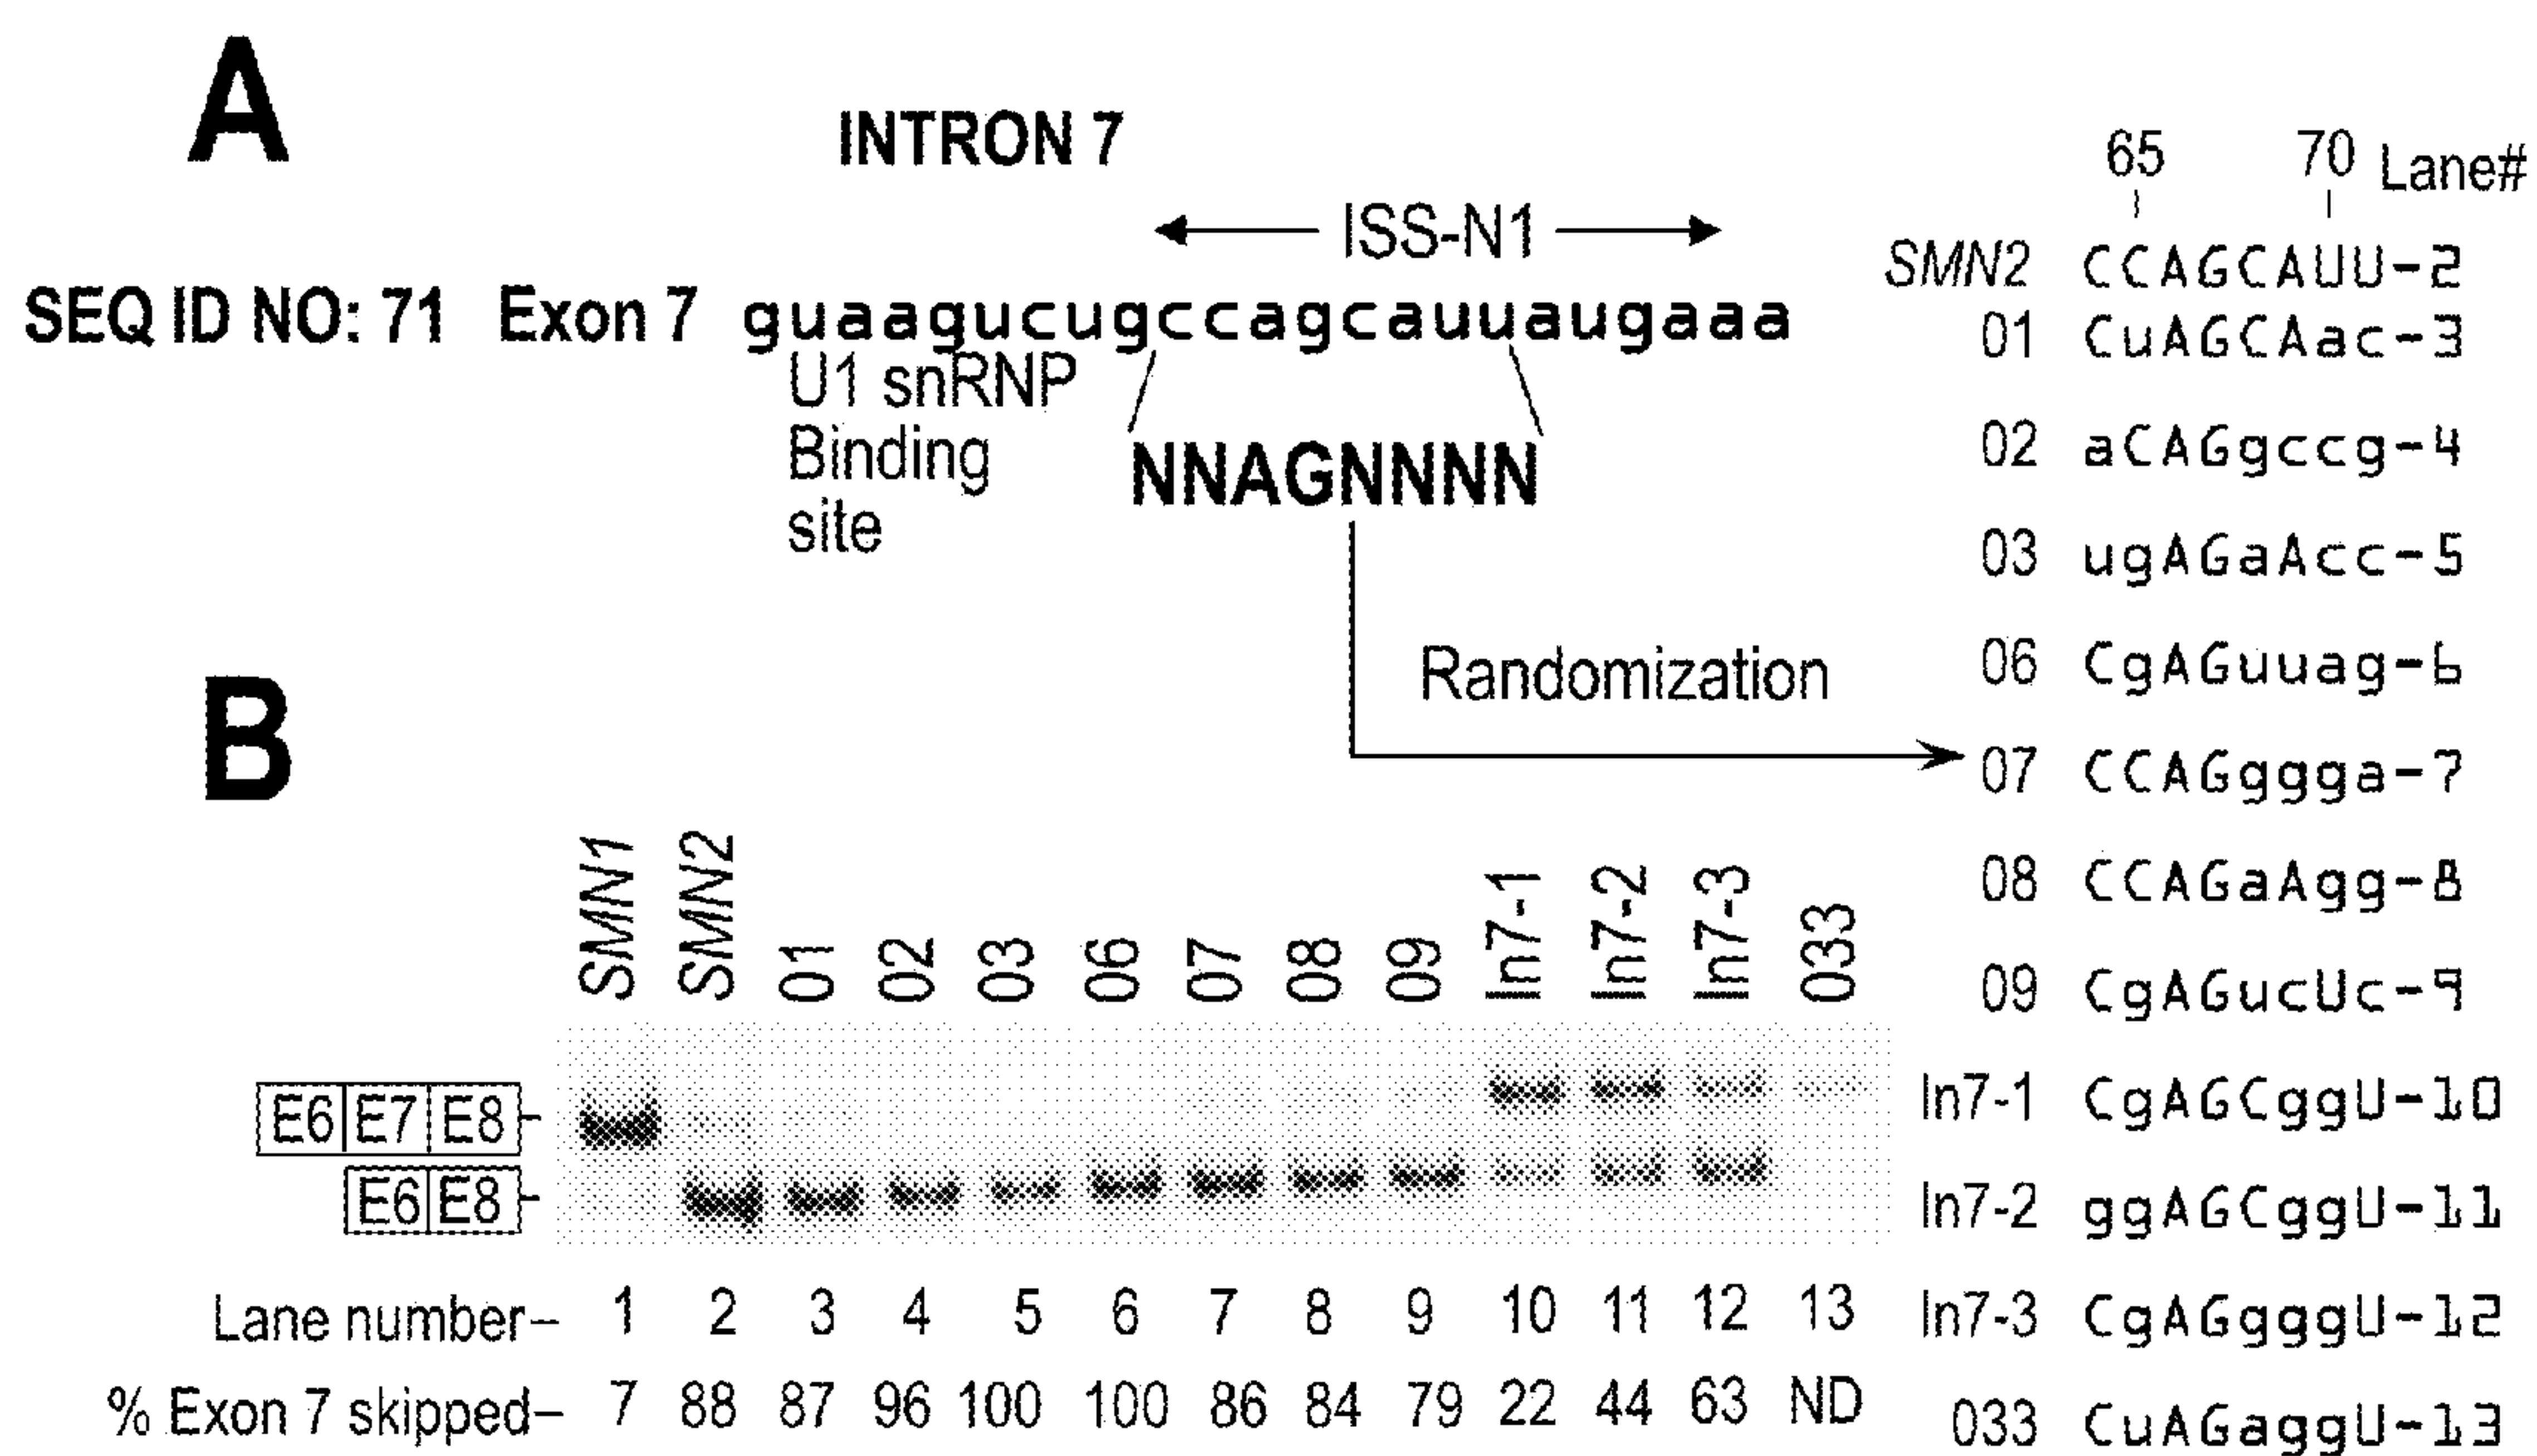 A
INTRON 7
ISS-N1
SEQ ID NO: 71 Exon 7 guaagucugccagcauuaugaaa
U1 snRNP
Binding
site
NNAGNNNN
Randomization
65 70 Lane#
SMN2 CCAGCAUU-2
01 CuAGCAac-3
02 aCAGgccg-4
03 ugAGaAcc-5
06 CgAGuuag-6
07 CCAGggga-7
08 CCAGaAgg-8
09 CgAGucUc-9
In7-1 CgAGCggU-10
In7-2 ggAGCggU-11
In7-3 CgAGgggU-12
033 CuAGaggU-13
B
SMN1 SMN2 01 02 03 06 07 08 09 In7-1 In7-2 In7-3 033
E6 E7 E8
E6 E8
Lane number- 1 2 3 4 5 6 7 8 9 10 11 12 13
% Exon 7 skipped- 7 88 87 96 100 100 86 84 79 22 44 63 ND